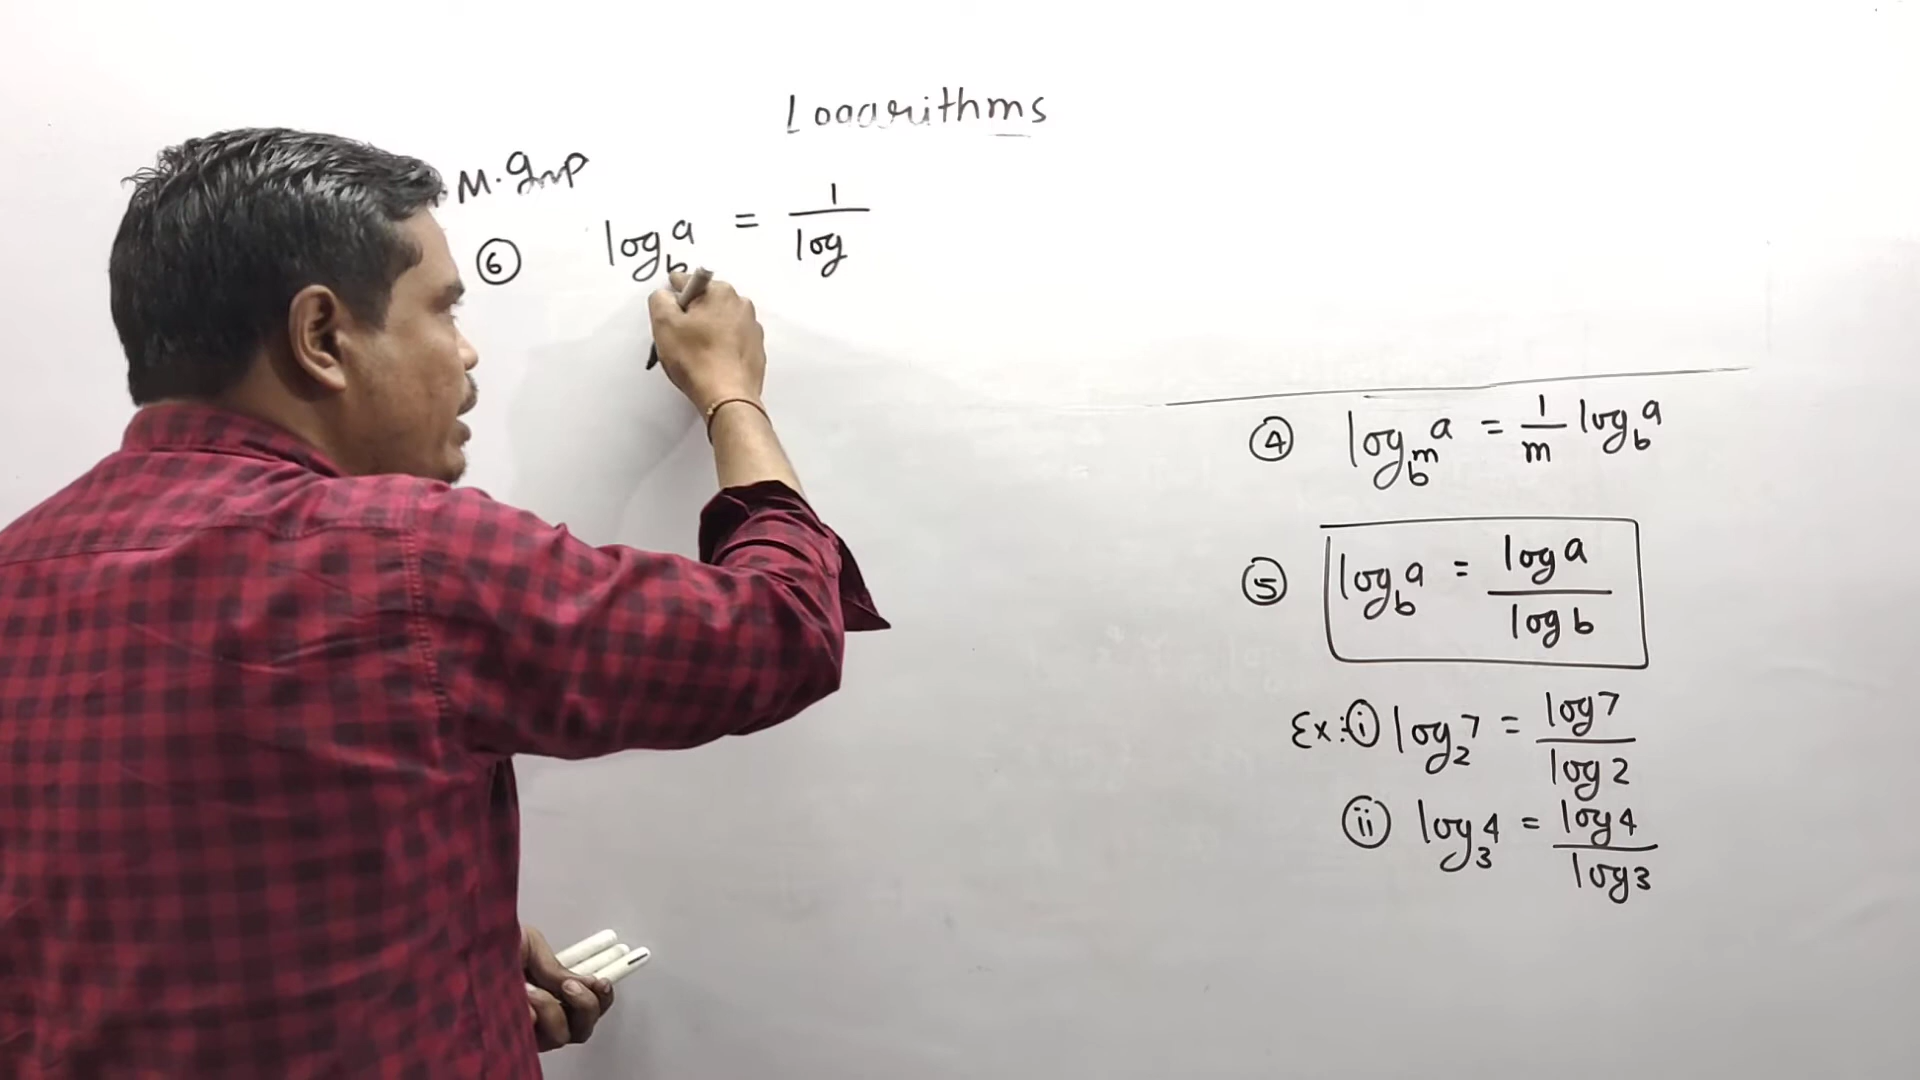 Logarithms
M. Imp
⑥ log_b a = 1/log
④ log_{b^m} a = 1/m log_b a
⑤ log_b a = log a/log b
Ex:- ⓘ log_2 7 = log 7/log 2
ⓘⓘ log_3 4 = log 4/log 3